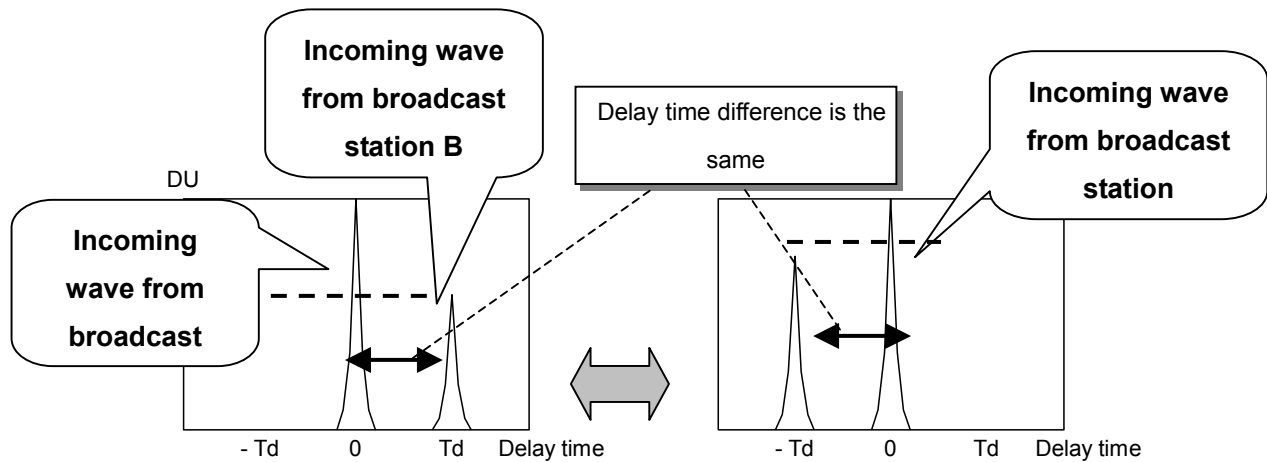 Incoming wave
from broadcast
station B
Delay time difference is the
same
Incoming wave
from broadcast
station
DU
Incoming
wave from
broadcast
- Td
0
Td
Delay time
- Td
0
Td
Delay time